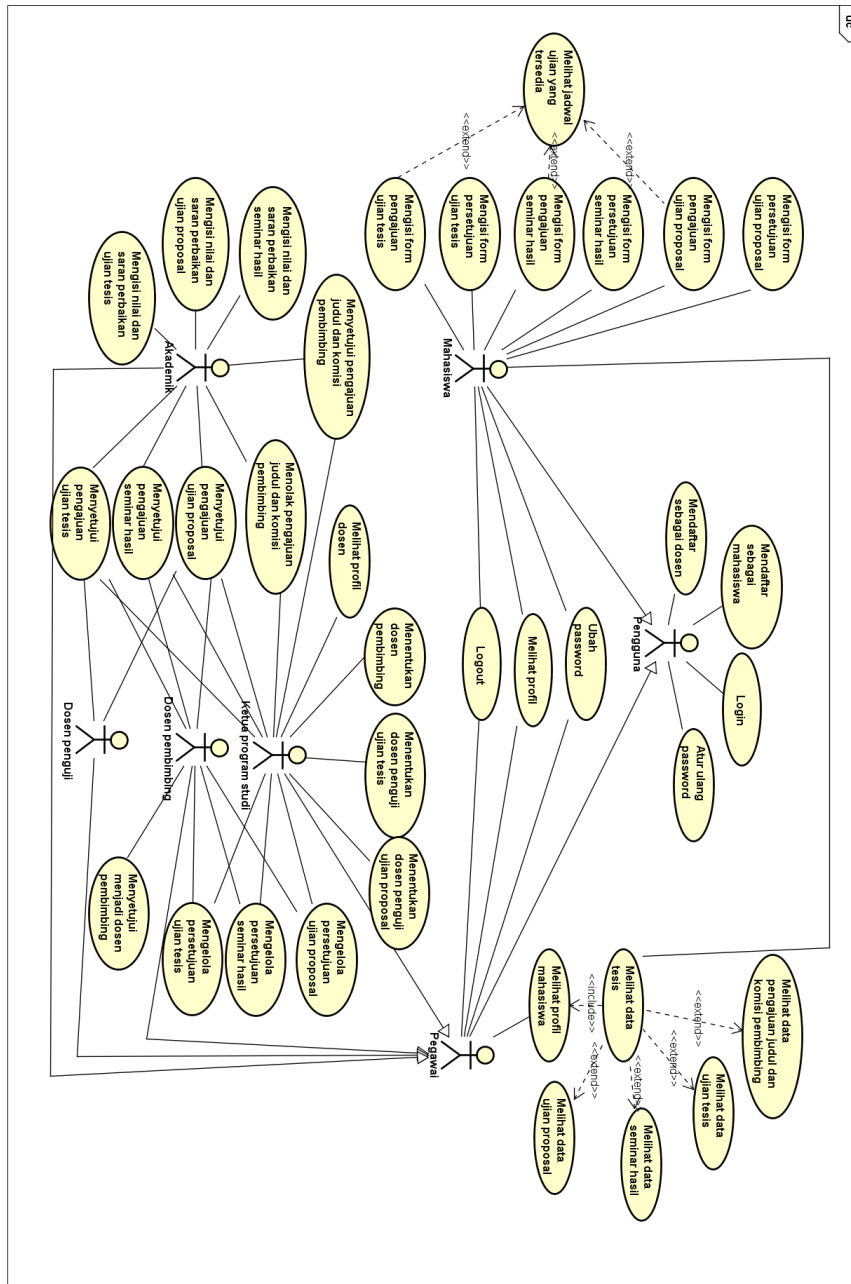 Melihat data
pengajuan judul dan
komisi pembimbing
Mendaftar
sebagai
mahasiswa
Login
Mengisi form
persetujuan
ujian proposal
Mendaftar
sebagai dosen
Pengguna
Atur ulang
password
Melihat data
ujian tesis
<<extend>>
<<extend>>
Mengisi form
pengajuan
ujian proposal
<<extend>>
Melihat data
tesis
Melihat data
seminar hasil
<<extend>>
Mengisi form
persetujuan
seminar hasil
Ubah
password
<<include>>
<<extend>>
Melihat jadwal
ujian yang
tersedia
<<extend>>
Mengisi form
pengajuan
seminar hasil
Melihat profil
Melihat profil
mahasiswa
Melihat data
ujian proposal
<<extend>>
Mengisi form
persetujuan
ujian tesis
Mahasiswa
Logout
Pegawai
Mengisi form
pengajuan
ujian tesis
Menentukan
dosen
pembimbing
Menentukan
dosen penguji
ujian tesis
Menentukan
dosen penguji
ujian proposal
Menyetujui pengajuan
judul dan komisi
pembimbing
Melihat profil
dosen
Mengisi nilai dan
saran perbaikan
seminar hasil
Menolak pengajuan
judul dan komisi
pembimbing
Ketua program studi
Mengelola
persetujuan
ujian proposal
Mengisi nilai dan
saran perbaikan
ujian proposal
Akademik
Menyetujui
pengajuan
ujian proposal
Dosen pembimbing
Mengelola
persetujuan
seminar hasil
Mengisi nilai dan
saran perbaikan
ujian tesis
Menyetujui
pengajuan
seminar hasil
Mengelola
persetujuan
ujian tesis
Menyetujui
pengajuan
ujian tesis
Dosen penguji
Menyetujui
menjadi dosen
pembimbing